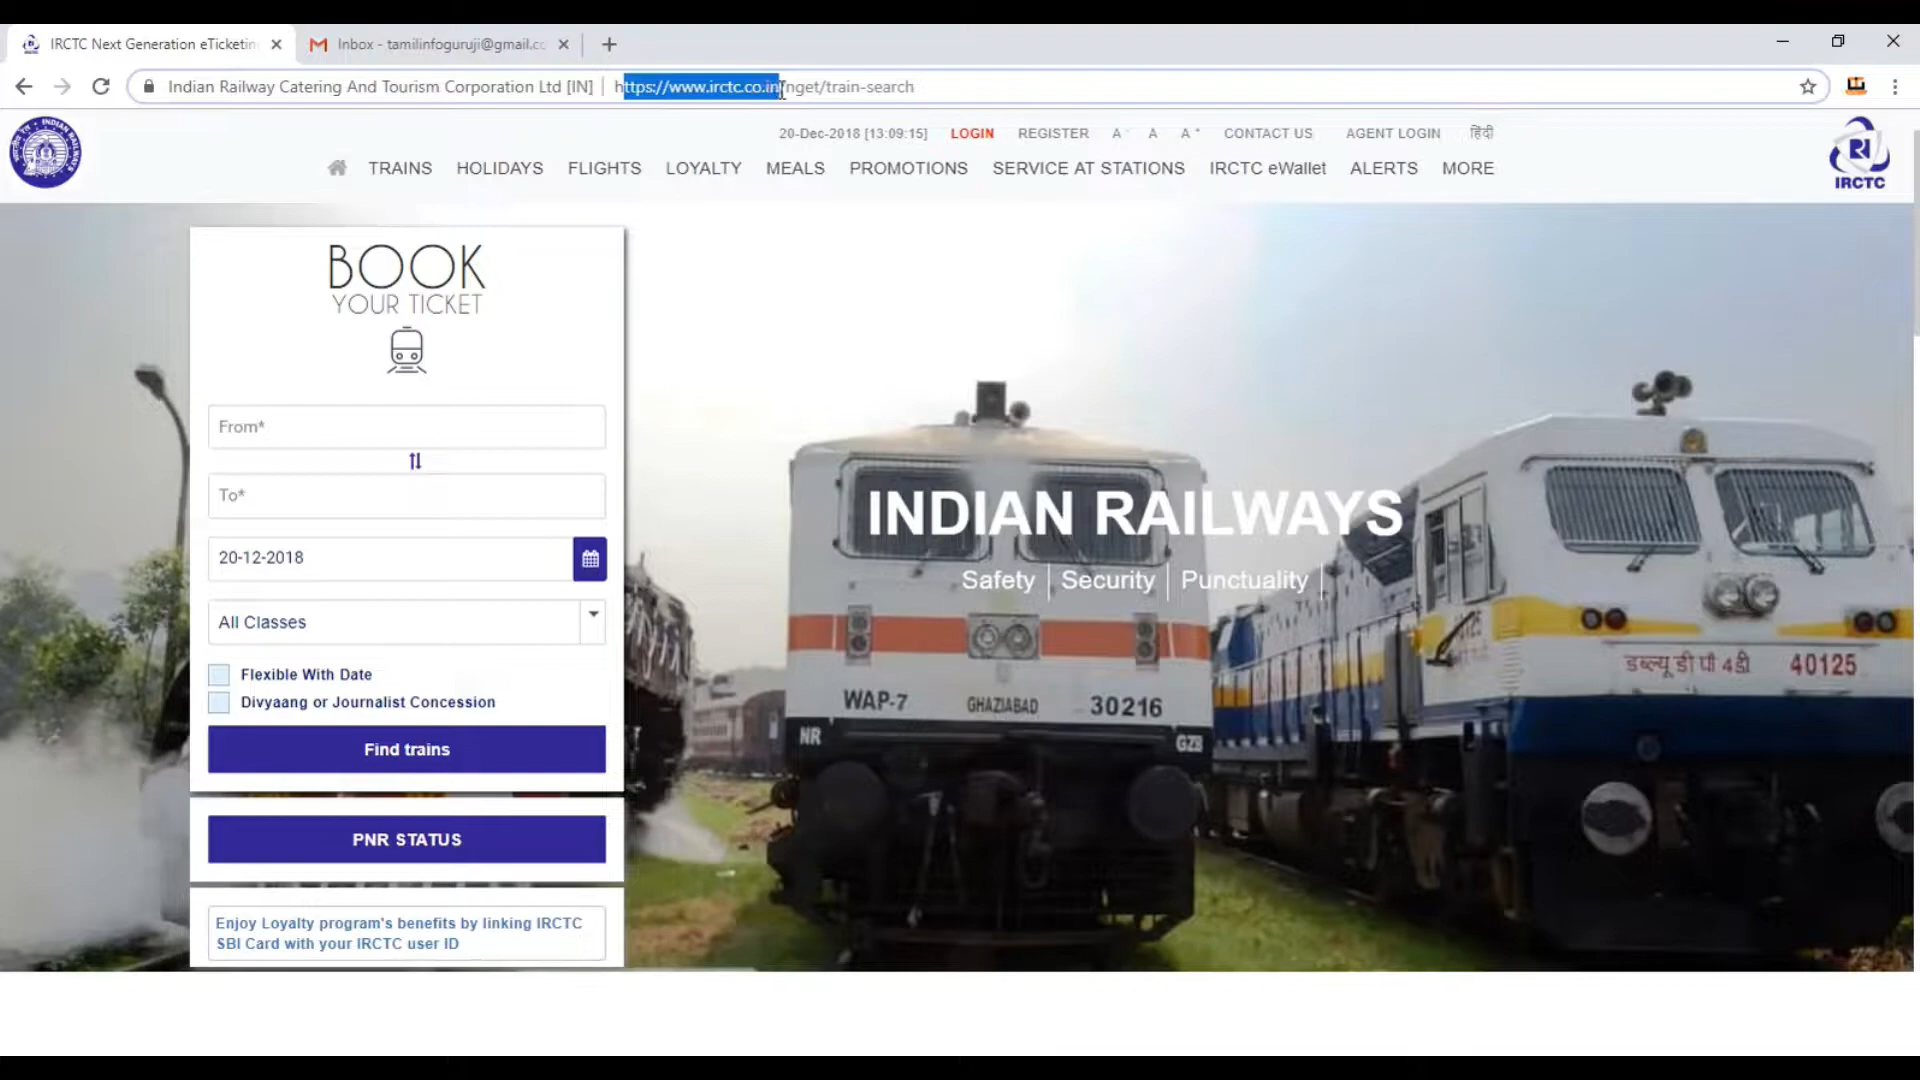 IRCTC Next Generation eTicketin
Inbox - tamilinfoguruji@gmail.co
Indian Railway Catering And Tourism Corporation Ltd [IN] | https://www.irctc.co.in/nget/train-search
20-Dec-2018 [13:09:15] LOGIN REGISTER A- A A+ CONTACT US AGENT LOGIN हिंदी
TRAINS HOLIDAYS FLIGHTS LOYALTY MEALS PROMOTIONS SERVICE AT STATIONS IRCTC eWallet ALERTS MORE
INDIAN RAILWAYS
IRCTC
BOOK
YOUR TICKET
From*
To*
20-12-2018
All Classes
Flexible With Date
Divyaang or Journalist Concession
Find trains
PNR STATUS
Enjoy Loyalty program's benefits by linking IRCTC
SBI Card with your IRCTC user ID
INDIAN RAILWAYS
Safety | Security | Punctuality |
WAP-7 GHAZIABAD 30216
NR GZB
डब्ल्यू डी पी 4डी 40125